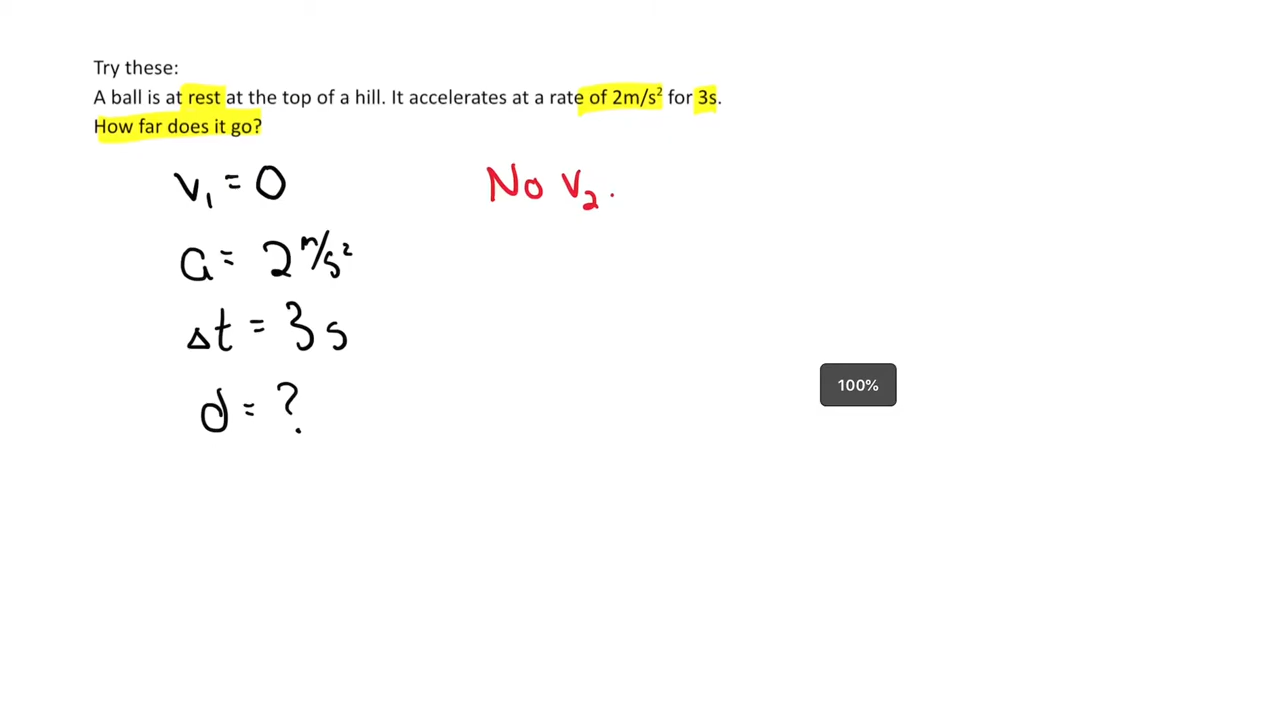 Try these:
A ball is at rest at the top of a hill. It accelerates at a rate of 2m/s² for 3s.
How far does it go?
v₁ = 0
No v₂.
a = 2 m/s²
Δt = 3 s
d = ?
100%